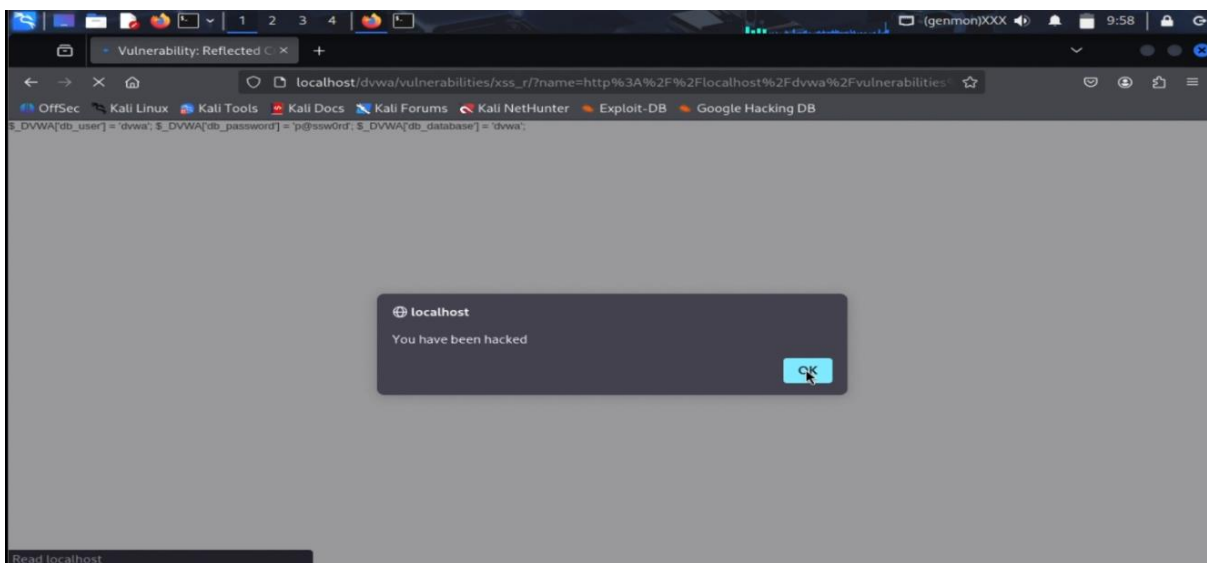 1 2 3 4 (genmon)XXX 9:58
Vulnerability: Reflected C
localhost/dvwa/vulnerabilities/xss_r/?name=http%3A%2F%2Flocalhost%2Fdvwa%2Fvulnerabilities%
OffSec Kali Linux Kali Tools Kali Docs Kali Forums Kali NetHunter Exploit-DB Google Hacking DB
$_DVWA['db_user'] = 'dvwa'; $_DVWA['db_password'] = 'p@ssw0rd'; $_DVWA['db_database'] = 'dvwa';
localhost
You have been hacked
OK
Read localhost